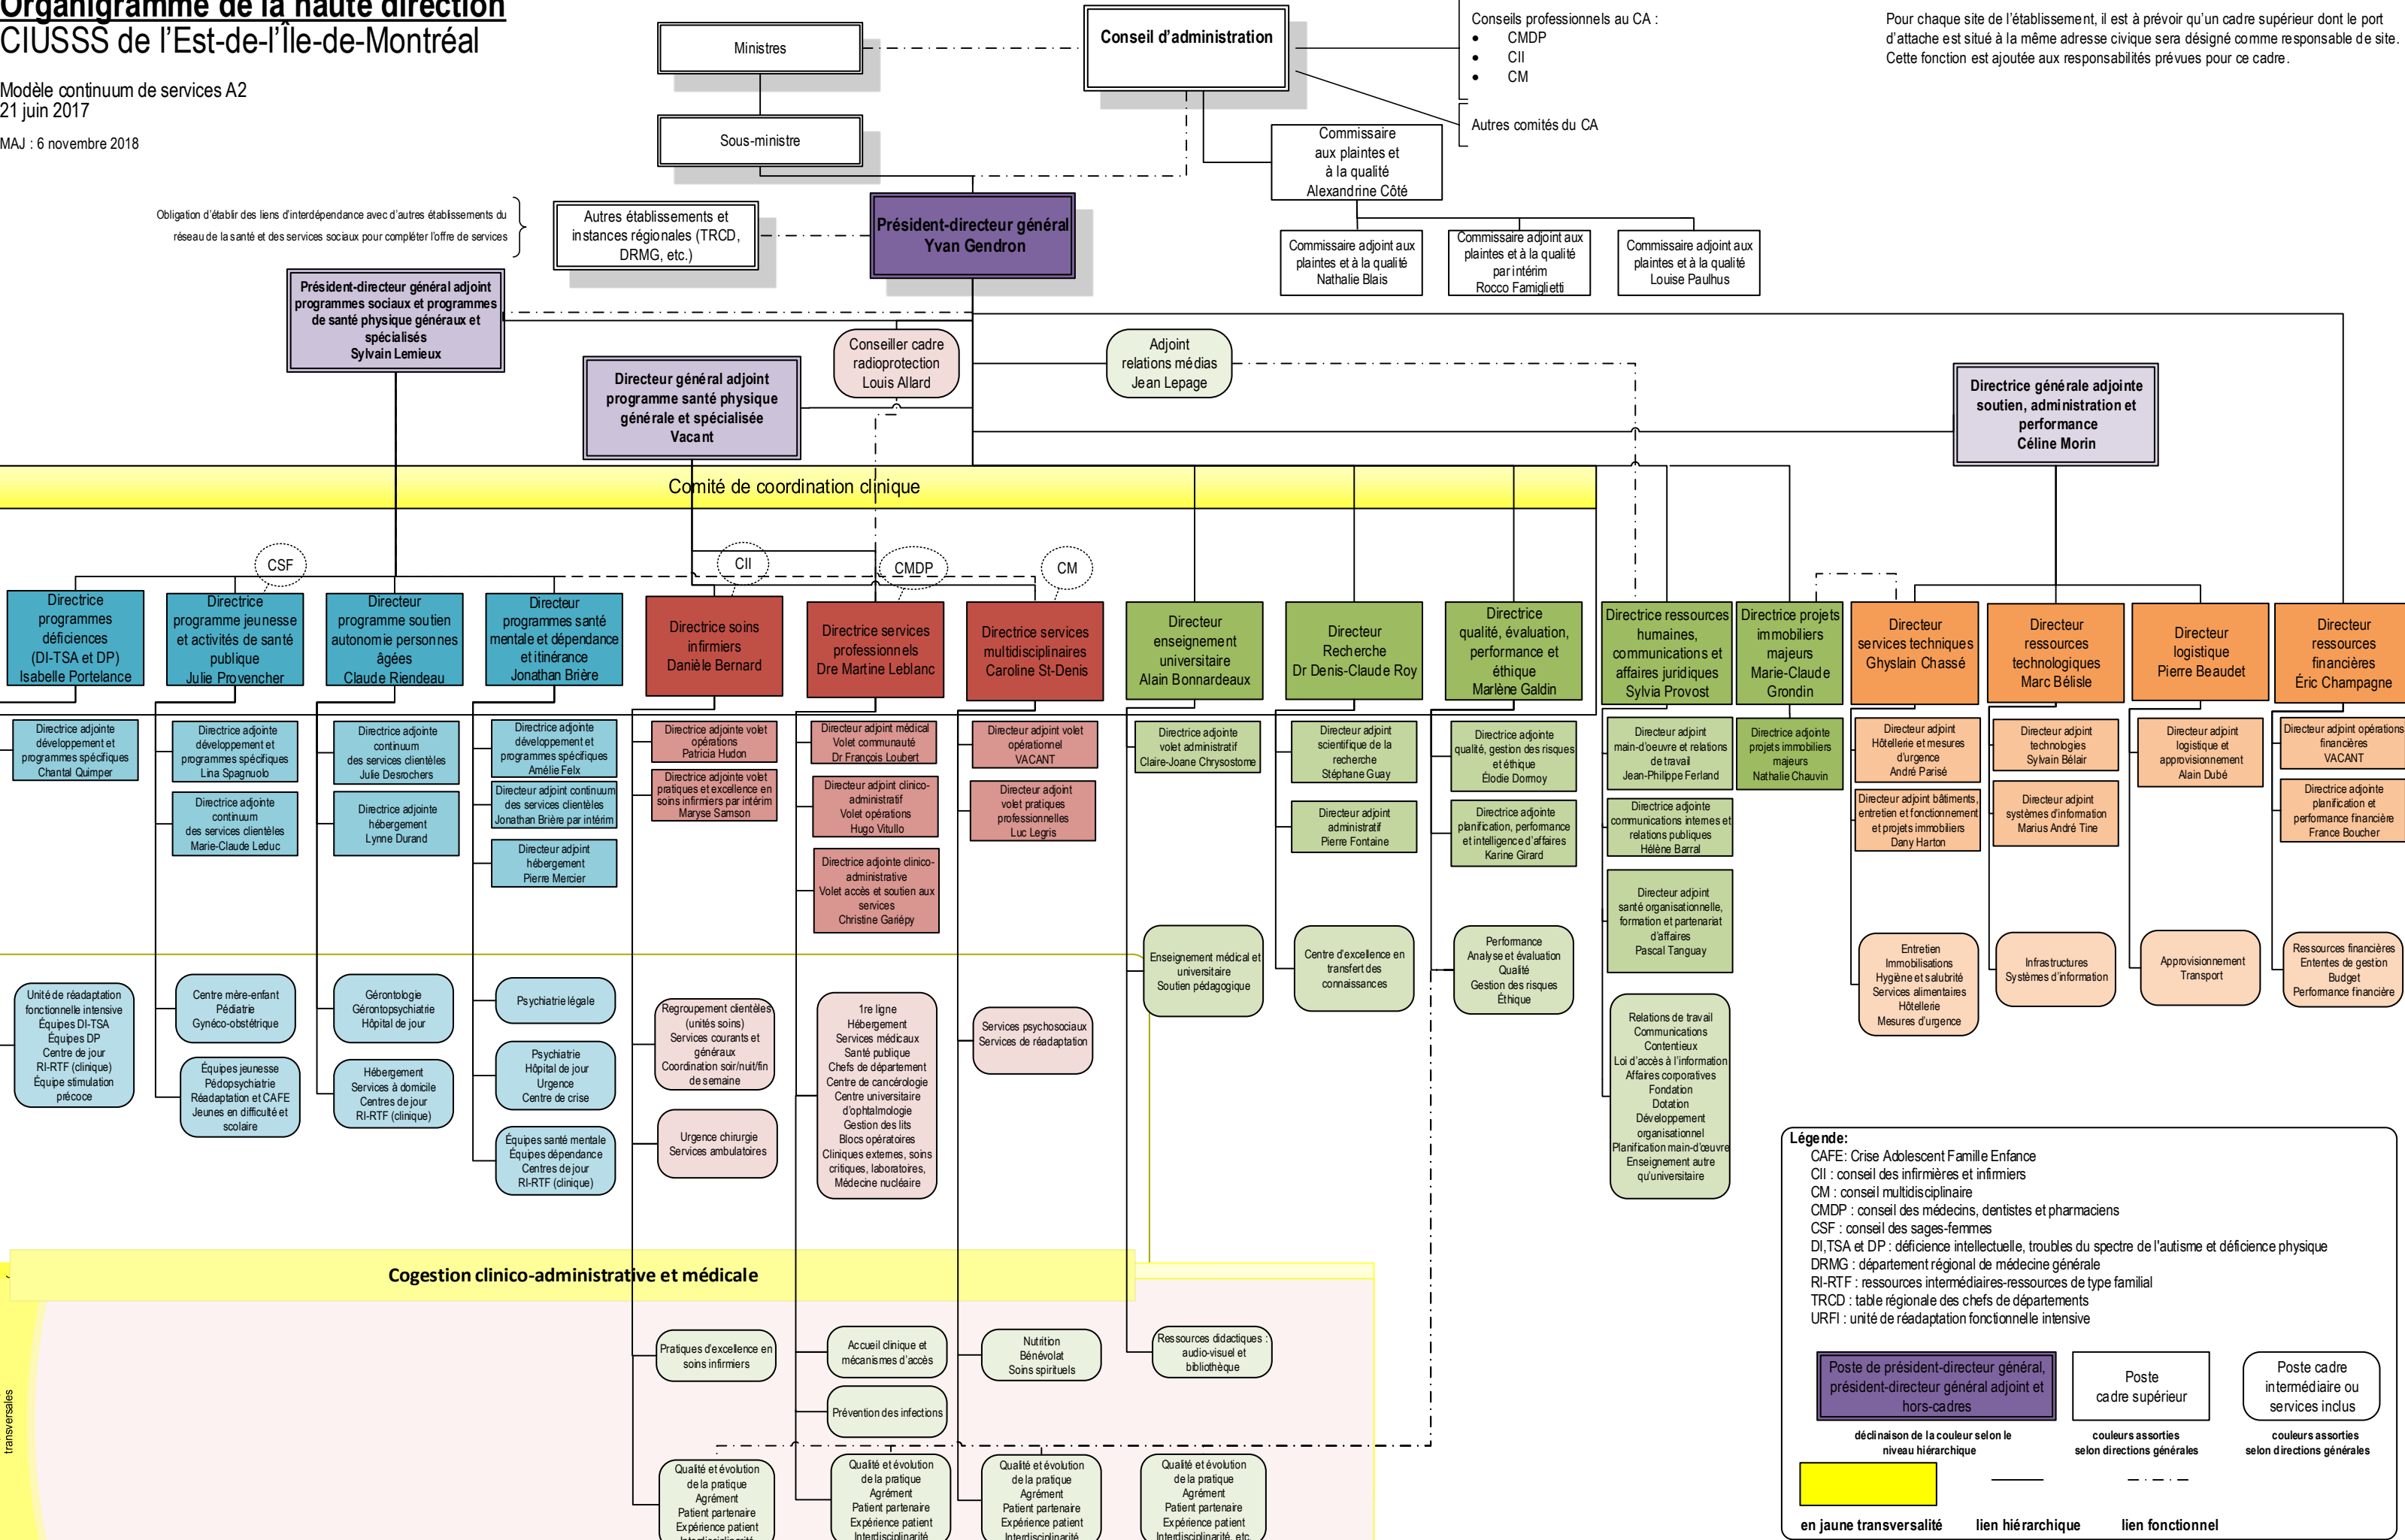 Organigramme de la haute direction
CIUSSS de l'Est-de-l'Île-de-Montréal
Modèle continuum de services A2
21 juin 2017
MAJ : 6 novembre 2018
Ministres
Sous-ministre
Conseil d'administration
Conseils professionnels au CA :
• CMDP
• CII
• CM
Autres comités du CA
Pour chaque site de l'établissement, il est à prévoir qu'un cadre supérieur dont le port
d'attache est situé à la même adresse civique sera désigné comme responsable de site.
Cette fonction est ajoutée aux responsabilités prévues pour ce cadre.
Commissaire
aux plaintes et
à la qualité
Alexandrine Côté
Commissaire adjoint aux
plaintes et à la qualité
Nathalie Blais
Commissaire adjoint aux
plaintes et à la qualité
par intérim
Rocco Famiglietti
Commissaire adjoint aux
plaintes et à la qualité
Louise Paulhus
Obligation d'établir des liens d'interdépendance avec d'autres établissements du
réseau de la santé et des services sociaux pour compléter l'offre de services
Autres établissements et
instances régionales (TRCD,
DRMG, etc.)
Président-directeur général
Yvan Gendron
Président-directeur général adjoint
programmes sociaux et programmes
de santé physique généraux et
spécialisés
Sylvain Lemieux
Directeur général adjoint
programme santé physique
générale et spécialisée
Vacant
Conseiller cadre
radioprotection
Louis Allard
Adjoint
relations médias
Jean Lepage
Directrice générale adjointe
soutien, administration et
performance
Céline Morin
Comité de coordination clinique
CSF
CII
CMDP
CM
Directrice
programmes
déficiences
(DI-TSA et DP)
Isabelle Portelance
Directrice
programme jeunesse
et activités de santé
publique
Julie Provencher
Directeur
programme soutien
autonomie personnes
âgées
Claude Riendeau
Directeur
programmes santé
mentale et dépendance
et itinérance
Jonathan Brière
Directrice soins
infirmiers
Danièle Bernard
Directrice services
professionnels
Dre Martine Leblanc
Directrice services
multidisciplinaires
Caroline St-Denis
Directeur
enseignement
universitaire
Alain Bonnardeaux
Directeur
Recherche
Dr Denis-Claude Roy
Directrice
qualité, évaluation,
performance et
éthique
Marlène Galdin
Directrice ressources
humaines,
communications et
affaires juridiques
Sylvia Provost
Directrice projets
immobiliers
majeurs
Marie-Claude
Grondin
Directeur
services techniques
Ghyslain Chassé
Directeur
ressources
technologiques
Marc Bélisle
Directeur
logistique
Pierre Beaudet
Directeur
ressources
financières
Éric Champagne
Directrice adjointe
développement et
programmes spécifiques
Chantal Quimper
Directrice adjointe
développement et
programmes spécifiques
Lina Spagnuolo
Directrice adjointe
continuum
des services clientèles
Marie-Claude Leduc
Directrice adjointe
continuum
des services clientèles
Julie Desrochers
Directrice adjointe
hébergement
Lynne Durand
Directrice adjointe
développement et
programmes spécifiques
Amélie Felx
Directeur adjoint continuum
des services clientèles
Jonathan Brière par intérim
Directeur adjoint
hébergement
Pierre Mercier
Directrice adjointe volet
opérations
Patricia Hudon
Directrice adjointe volet
pratiques et excellence en
soins infirmiers par intérim
Maryse Samson
Directeur adjoint médical
Volet communauté
Dr François Loubert
Directeur adjoint clinico-
administratif
Volet opérations
Hugo Vitullo
Directrice adjointe clinico-
administrative
Volet accès et soutien aux
services
Christine Gariépy
Directeur adjoint volet
opérationnel
VACANT
Directeur adjoint
volet pratiques
professionnelles
Luc Legris
Directrice adjointe
volet administratif
Claire-Joane Chrysostome
Directeur adjoint
scientifique de la
recherche
Stéphane Guay
Directeur adjoint
administratif
Pierre Fontaine
Directrice adjointe
qualité, gestion des risques
et éthique
Élodie Dormoy
Directrice adjointe
planification, performance
et intelligence d'affaires
Karine Girard
Directeur adjoint
main-d'oeuvre et relations
de travail
Jean-Philippe Ferland
Directrice adjointe
communications internes et
relations publiques
Hélène Barral
Directeur adjoint
santé organisationnelle,
formation et partenariat
d'affaires
Pascal Tanguay
Directrice adjointe
projets immobiliers
majeurs
Nathalie Chauvin
Directeur adjoint
Hôtellerie et mesures
d'urgence
André Parisé
Directeur adjoint bâtiments,
entretien et fonctionnement
et projets immobiliers
Dany Harton
Directeur adjoint
technologies
Sylvain Bélair
Directeur adjoint
systèmes d'information
Marius André Tine
Directeur adjoint
logistique et
approvisionnement
Alain Dubé
Directeur adjoint opérations
financières
VACANT
Directrice adjointe
planification et
performance financière
France Boucher
Unité de réadaptation
fonctionnelle intensive
Équipes DI-TSA
Équipes DP
Centre de jour
RI-RTF (clinique)
Équipe stimulation
précoce
Centre mère-enfant
Pédiatrie
Gynéco-obstétrique
Équipes jeunesse
Pédopsychiatrie
Réadaptation et CAFE
Jeunes en difficulté et
scolaire
Gérontologie
Gérontopsychiatrie
Hôpital de jour
Hébergement
Services à domicile
Centres de jour
RI-RTF (clinique)
Psychiatrie légale
Psychiatrie
Hôpital de jour
Urgence
Centre de crise
Équipes santé mentale
Équipes dépendance
Centres de jour
RI-RTF (clinique)
Regroupement clientèles
(unités soins)
Services courants et
généraux
Coordination soir/nuit/fin
de semaine
Urgence chirurgie
Services ambulatoires
1re ligne
Hébergement
Services médicaux
Santé publique
Chefs de département
Centre de cancérologie
Centre universitaire
d'ophtalmologie
Gestion des lits
Blocs opératoires
Cliniques externes, soins
critiques, laboratoires,
Médecine nucléaire
Services psychosociaux
Services de réadaptation
Enseignement médical et
universitaire
Soutien pédagogique
Centre d'excellence en
transfert des
connaissances
Performance
Analyse et évaluation
Qualité
Gestion des risques
Éthique
Relations de travail
Communications
Contentieux
Loi d'accès à l'information
Affaires corporatives
Fondation
Dotation
Développement
organisationnel
Planification main-d'œuvre
Enseignement autre
qu'universitaire
Entretien
Immobilisations
Hygiène et salubrité
Services alimentaires
Hôtellerie
Mesures d'urgence
Infrastructures
Systèmes d'information
Approvisionnement
Transport
Ressources financières
Ententes de gestion
Budget
Performance financière
Cogestion clinico-administrative et médicale
transversales
Pratiques d'excellence en
soins infirmiers
Accueil clinique et
mécanismes d'accès
Prévention des infections
Nutrition
Bénévolat
Soins spirituels
Ressources didactiques :
audio-visuel et
bibliothèque
Qualité et évolution
de la pratique
Agrément
Patient partenaire
Expérience patient
Interdisciplinarité
Qualité et évolution
de la pratique
Agrément
Patient partenaire
Expérience patient
Interdisciplinarité
Qualité et évolution
de la pratique
Agrément
Patient partenaire
Expérience patient
Interdisciplinarité
Qualité et évolution
de la pratique
Agrément
Patient partenaire
Expérience patient
Interdisciplinarité, etc.
Légende:
CAFE: Crise Adolescent Famille Enfance
CII : conseil des infirmières et infirmiers
CM : conseil multidisciplinaire
CMDP : conseil des médecins, dentistes et pharmaciens
CSF : conseil des sages-femmes
DI,TSA et DP : déficience intellectuelle, troubles du spectre de l'autisme et déficience physique
DRMG : département régional de médecine générale
RI-RTF : ressources intermédiaires-ressources de type familial
TRCD : table régionale des chefs de départements
URFI : unité de réadaptation fonctionnelle intensive
Poste de président-directeur général,
président-directeur général adjoint et
hors-cadres
Poste
cadre supérieur
Poste cadre
intermédiaire ou
services inclus
déclinaison de la couleur selon le
niveau hiérarchique
couleurs assorties
selon directions générales
couleurs assorties
selon directions générales
en jaune transversalité
lien hiérarchique
lien fonctionnel